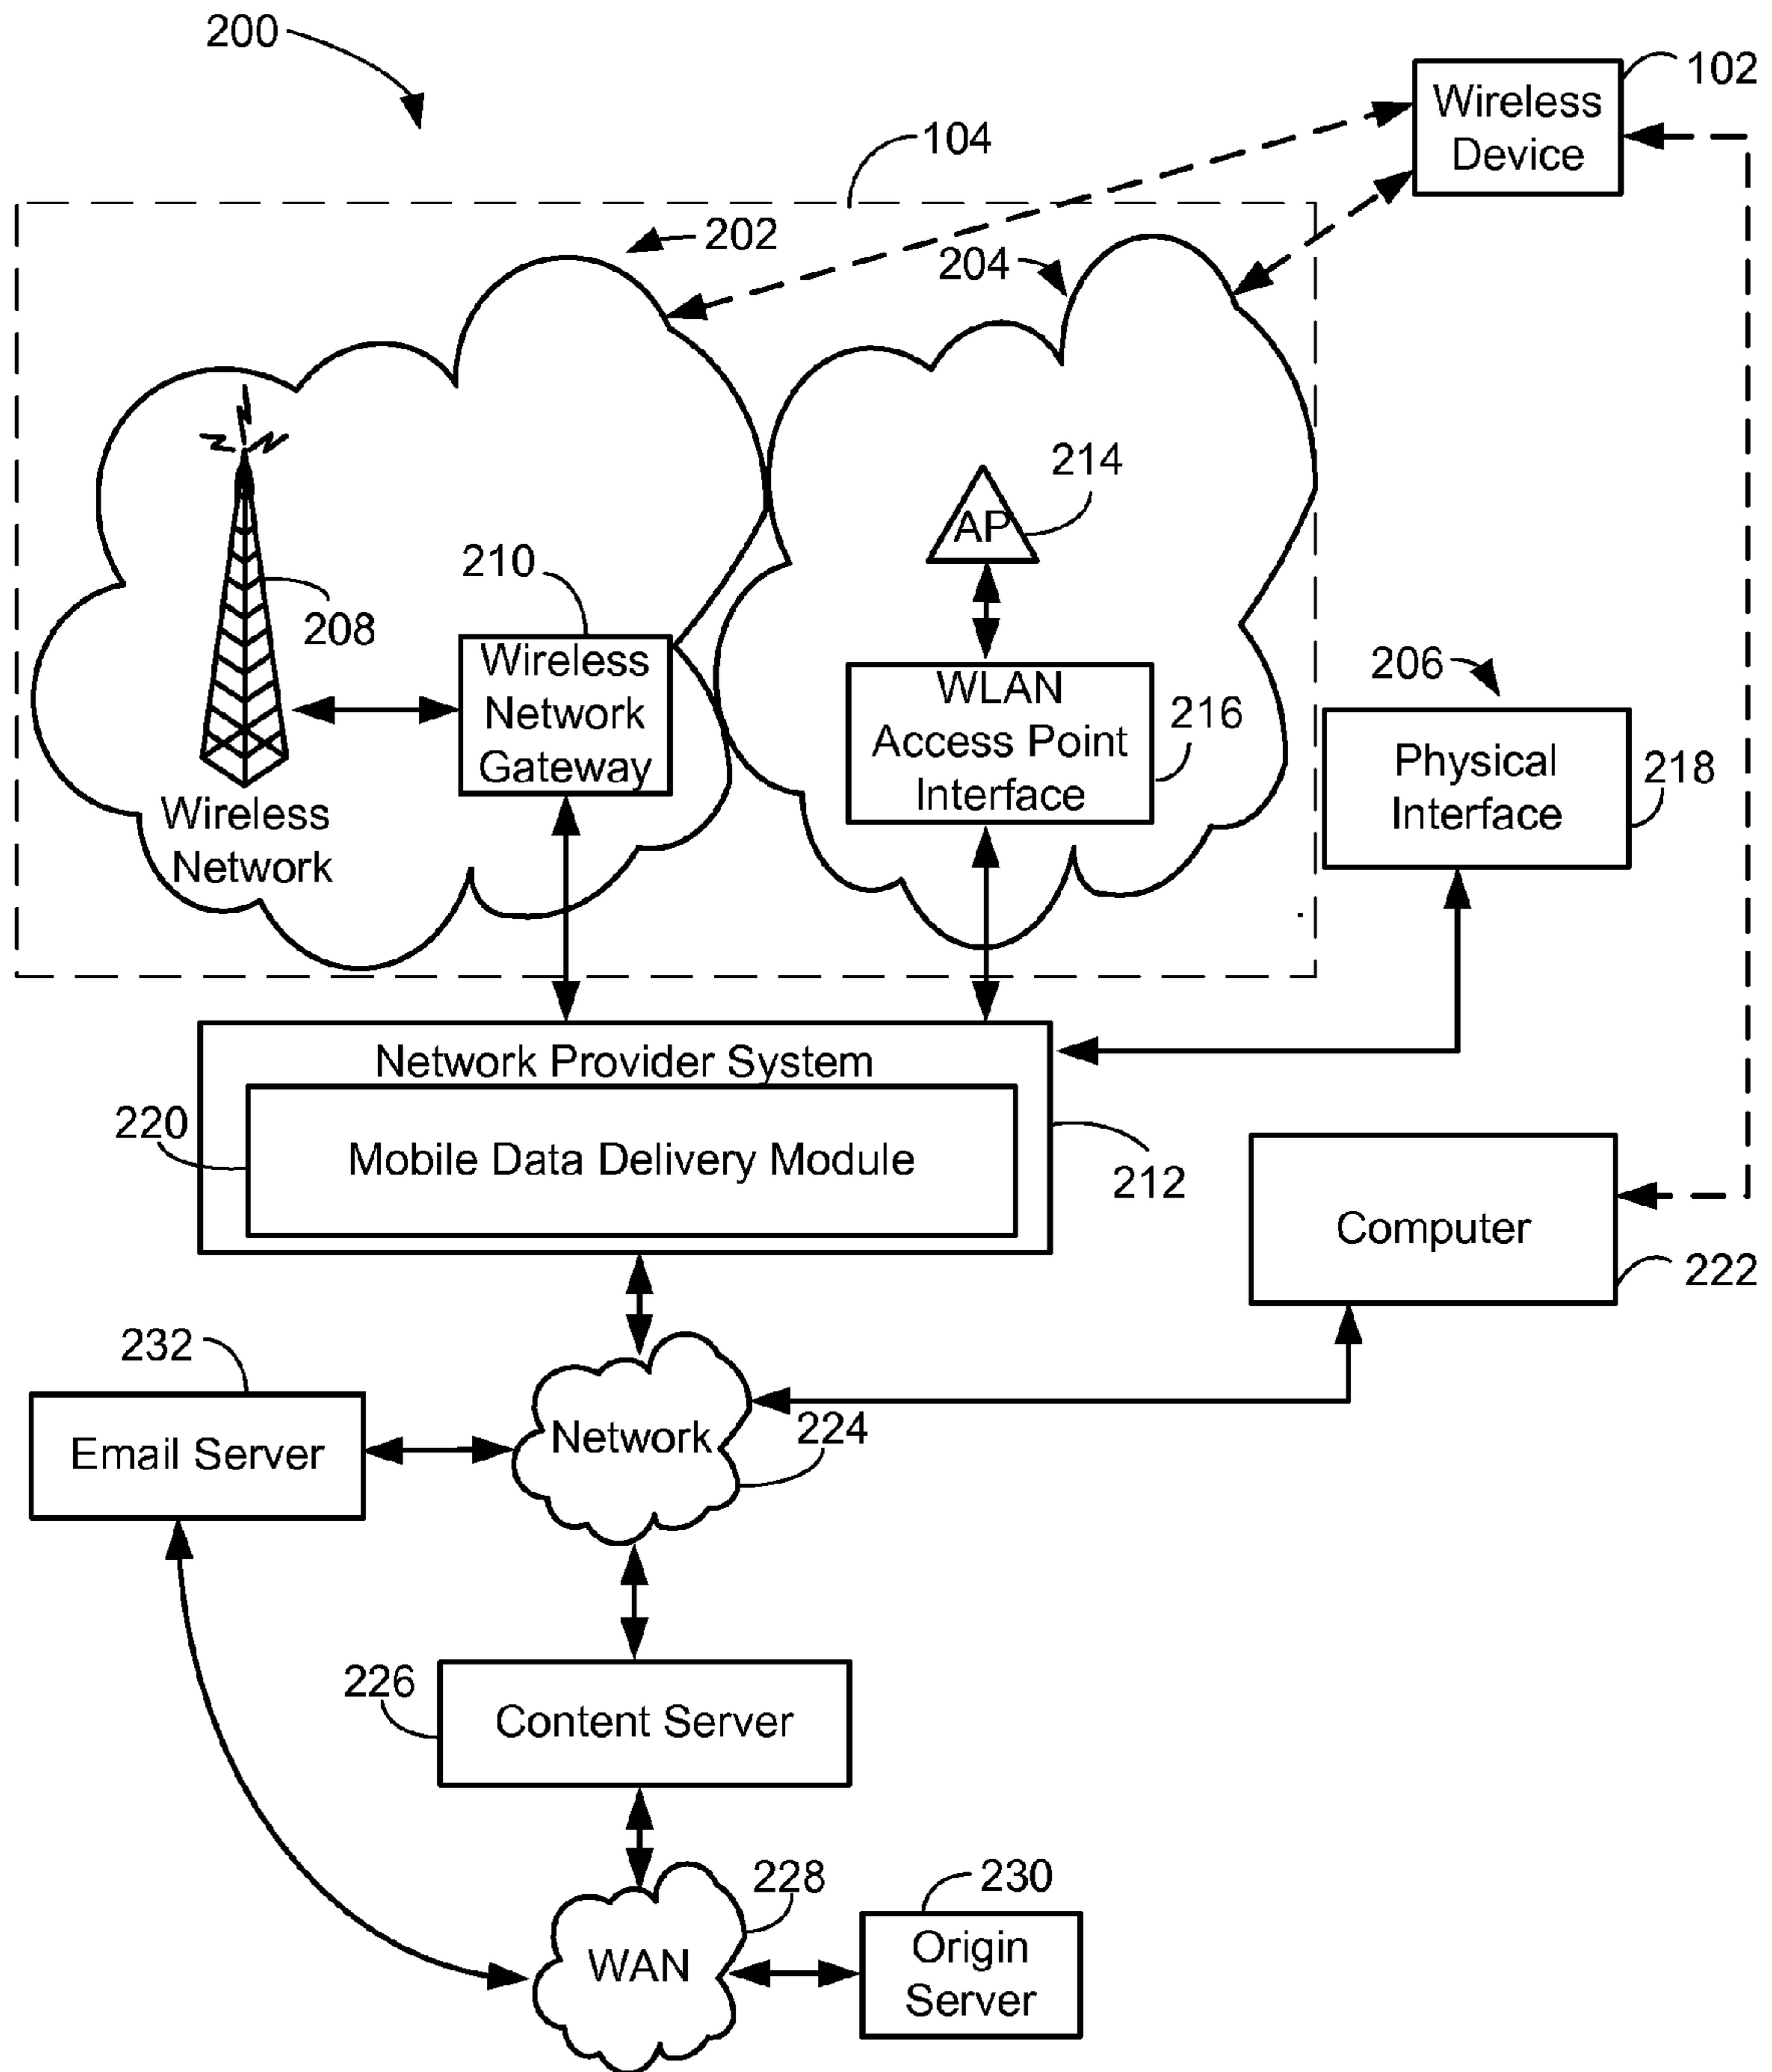 200
102
Wireless
Device
104
202
204
214
AP
210
208
Wireless
Network
Gateway
WLAN
Access Point
Interface
216
206
Physical
Interface
218
Wireless
Network
Network Provider System
220
Mobile Data Delivery Module
212
Computer
222
232
Email Server
Network
224
226
Content Server
228
WAN
230
Origin
Server